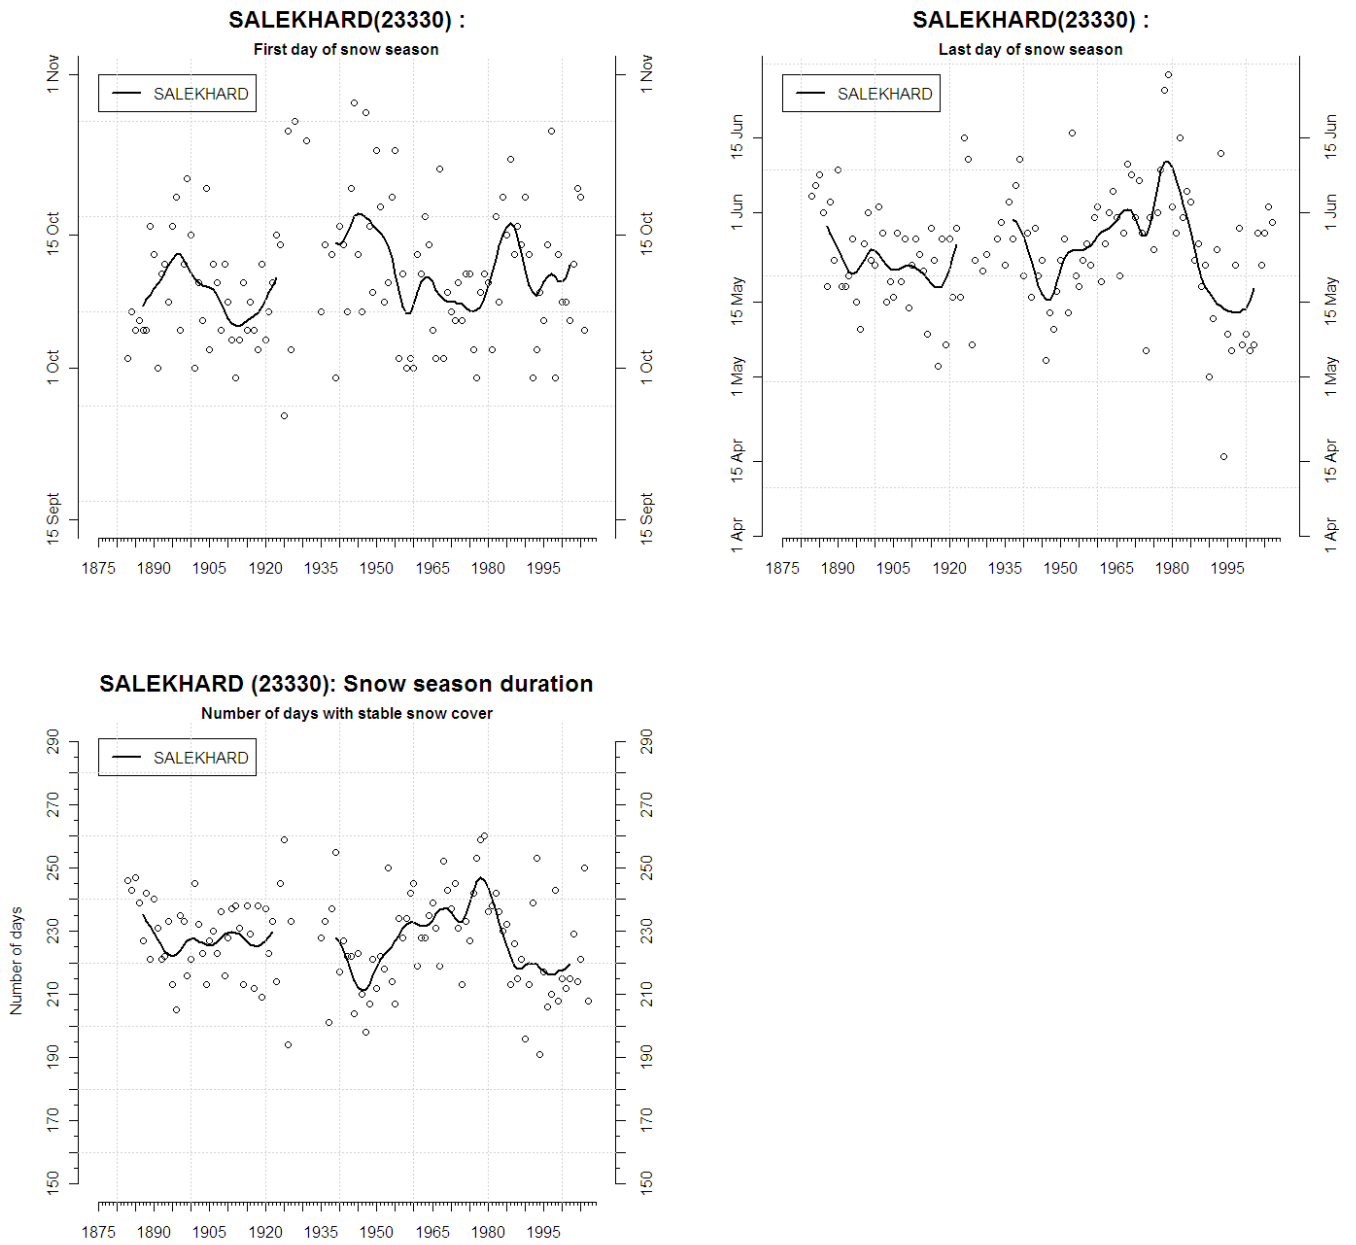 SALEKHARD(23330) :
First day of snow season
SALEKHARD
1 Nov
15 Oct
1 Oct
15 Sept
1 Nov
15 Oct
1 Oct
15 Sept
1875 1890 1905 1920 1935 1950 1965 1980 1995
SALEKHARD(23330) :
Last day of snow season
SALEKHARD
15 Jun
1 Jun
15 May
1 May
15 Apr
1 Apr
15 Jun
1 Jun
15 May
1 May
15 Apr
1 Apr
1875 1890 1905 1920 1935 1950 1965 1980 1995
SALEKHARD (23330): Snow season duration
Number of days with stable snow cover
SALEKHARD
Number of days
290
270
250
230
210
190
170
150
290
270
250
230
210
190
170
150
1875 1890 1905 1920 1935 1950 1965 1980 1995